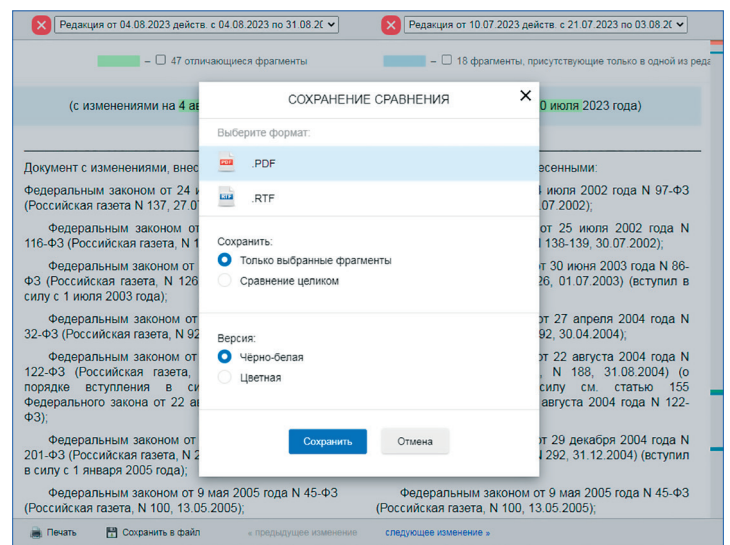 Редакция от 04.08.2023 действ. с 04.08.2023 по 31.08.2(
Редакция от 10.07.2023 действ. с 21.07.2023 по 03.08.2(
– 47 отличающиеся фрагменты
– 18 фрагменты, присутствующие только в одной из реда
(с изменениями на 4 ав
0 июля 2023 года)
СОХРАНЕНИЕ СРАВНЕНИЯ
Выберите формат:
PDF .PDF
RTF .RTF
Сохранить:
Только выбранные фрагменты
Сравнение целиком
Версия:
Чёрно-белая
Цветная
Сохранить
Отмена
Документ с изменениями, внес
Федеральным законом от 24 и
(Российская газета N 137, 27.0
Федеральным законом от
116-ФЗ (Российская газета, N 1
Федеральным законом от
ФЗ (Российская газета, N 126
силу с 1 июля 2003 года);
Федеральным законом от
32-ФЗ (Российская газета, N 92
Федеральным законом от
122-ФЗ (Российская газета,
порядке вступления в си
Федерального закона от 22 ав
ФЗ);
Федеральным законом от
201-ФЗ (Российская газета, N 2
в силу с 1 января 2005 года);
Федеральным законом от 9 мая 2005 года N 45-ФЗ
(Российская газета, N 100, 13.05.2005);
есенными:
июля 2002 года N 97-ФЗ
.07.2002);
от 25 июля 2002 года N
138-139, 30.07.2002);
от 30 июня 2003 года N 86-
26, 01.07.2003) (вступил в
от 27 апреля 2004 года N
92, 30.04.2004);
от 22 августа 2004 года N
, N 188, 31.08.2004) (о
силу см. статью 155
августа 2004 года N 122-
от 29 декабря 2004 года N
292, 31.12.2004) (вступил
Федеральным законом от 9 мая 2005 года N 45-ФЗ
(Российская газета, N 100, 13.05.2005);
Печать
Сохранить в файл
« предыдущее изменение
следующее изменение »